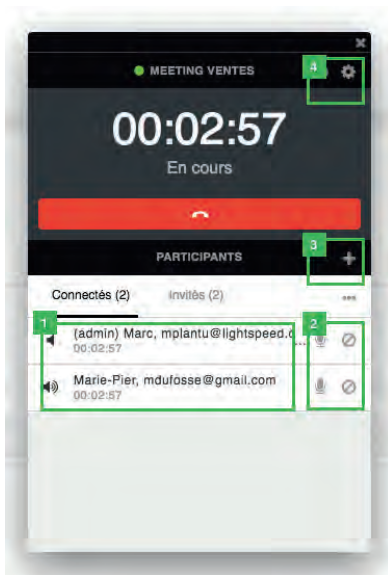 MEETING VENTES
4
00:02:57
En cours
PARTICIPANTS
3
Connectés (2) Invités (2)
1
2
(admin) Marc, mplantu@lightspeed.c ...
00:02:57
Marie-Pier, mdufosse@gmail.com
00:02:57